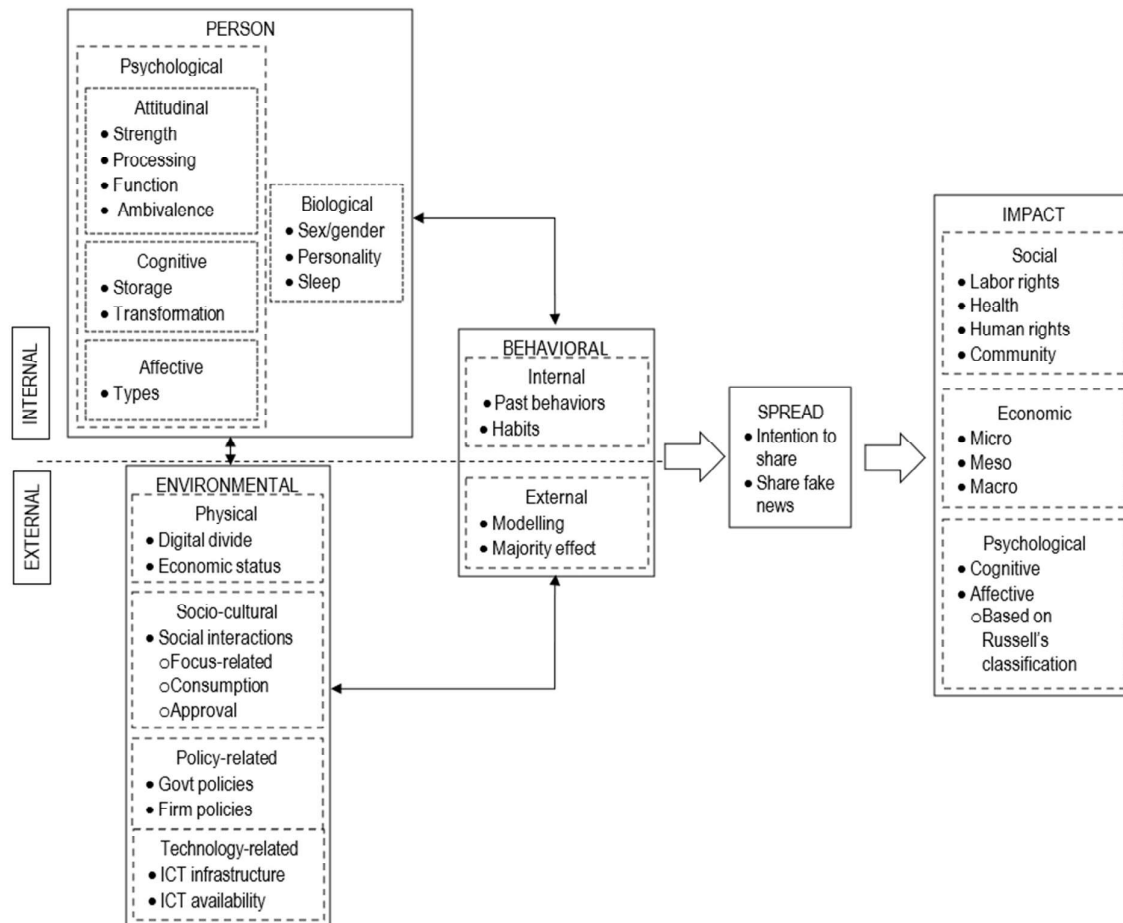 PERSON
Psychological
Attitudinal
• Strength
• Processing
• Function
• Ambivalence
Cognitive
• Storage
• Transformation
Affective
• Types
Biological
• Sex/gender
• Personality
• Sleep
INTERNAL
EXTERNAL
ENVIRONMENTAL
Physical
• Digital divide
• Economic status
Socio-cultural
• Social interactions
oFocus-related
oConsumption
oApproval
Policy-related
• Govt policies
• Firm policies
Technology-related
• ICT infrastructure
• ICT availability
BEHAVIORAL
Internal
• Past behaviors
• Habits
External
• Modelling
• Majority effect
SPREAD
• Intention to
share
• Share fake
news
IMPACT
Social
• Labor rights
• Health
• Human rights
• Community
Economic
• Micro
• Meso
• Macro
Psychological
• Cognitive
• Affective
oBased on
Russell's
classification